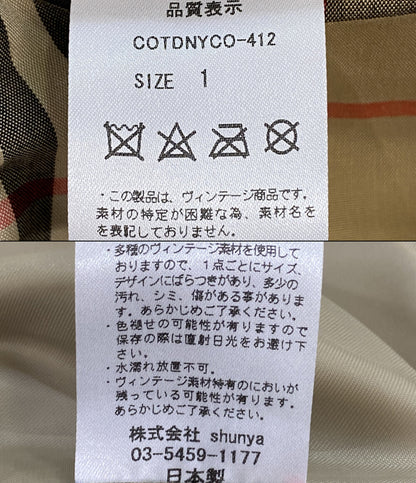 品質表示
COTDNYCO-412
SIZE 1
・この製品は、ヴィンテージ商品です。
素材の特定が困難な為、素材名を
を表記しておりません。
・多種のヴィンテージ素材を使用して
おりますので、１点ごとにサイズ、
デザインにばらつきがあり、多少の
汚れ、シミ、傷がある事がありま
す。あらかじめご了承ください。
・色褪せの可能性が有りますので
保存の際は直射日光をお避け下
さい。
・水濡れ放置不可。
・ヴィンテージ素材特有のにおいが
残っている可能性が有ります。
あらかじめご了承ください。
株式会社 shunya
03-5459-1177
日本製